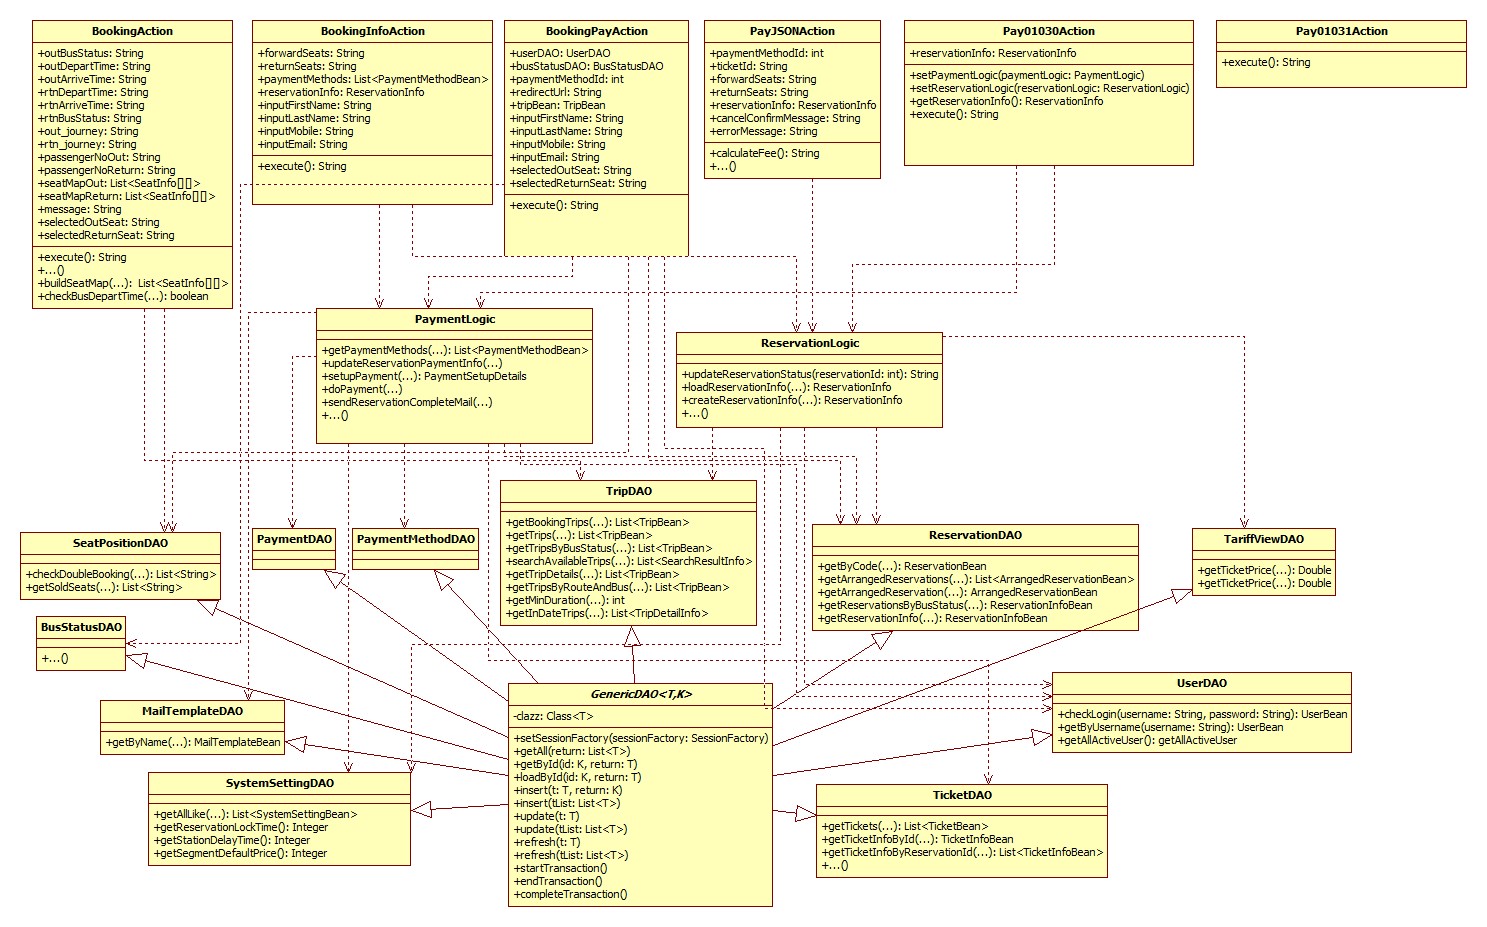 BookingAction
+outBusStatus: String
+outDepartTime: String
+outArriveTime: String
+rtnDepartTime: String
+rtnArriveTime: String
+rtnBusStatus: String
+out_journey: String
+rtn_journey: String
+passengerNoOut: String
+passengerNoReturn: String
+seatMapOut: List<SeatInfo[][]>
+seatMapReturn: List<SeatInfo[][]>
+message: String
+selectedOutSeat: String
+selectedReturnSeat: String
+execute(): String
+...()
+buildSeatMap(...): List<SeatInfo[][]>
+checkBusDepartTime(...): boolean
BookingInfoAction
+forwardSeats: String
+returnSeats: String
+paymentMethods: List<PaymentMethodBean>
+reservationInfo: ReservationInfo
+inputFirstName: String
+inputLastName: String
+inputMobile: String
+inputEmail: String
+execute(): String
BookingPayAction
+userDAO: UserDAO
+busStatusDAO: BusStatusDAO
+paymentMethodId: int
+redirectUrl: String
+tripBean: TripBean
+inputFirstName: String
+inputLastName: String
+inputMobile: String
+inputEmail: String
+selectedOutSeat: String
+selectedReturnSeat: String
+execute(): String
PayJSONAction
+paymentMethodId: int
+ticketId: String
+forwardSeats: String
+returnSeats: String
+reservationInfo: ReservationInfo
+cancelConfirmMessage: String
+errorMessage: String
+calculateFee(): String
+...()
Pay01030Action
+reservationInfo: ReservationInfo
+setPaymentLogic(paymentLogic: PaymentLogic)
+setReservationLogic(reservationLogic: ReservationLogic)
+getReservationInfo(): ReservationInfo
+execute(): String
Pay01031Action
+execute(): String
PaymentLogic
+getPaymentMethods(...): List<PaymentMethodBean>
+updateReservationPaymentInfo(...)
+setupPayment(...): PaymentSetupDetails
+doPayment(...)
+sendReservationCompleteMail(...)
+...()
ReservationLogic
+updateReservationStatus(reservationId: int): String
+loadReservationInfo(...): ReservationInfo
+createReservationInfo(...): ReservationInfo
+...()
SeatPositionDAO
+checkDoubleBooking(...): List<String>
+getSoldSeats(...): List<String>
PaymentDAO
PaymentMethodDAO
TripDAO
+getBookingTrips(...): List<TripBean>
+getTrips(...): List<TripBean>
+getTripsByBusStatus(...): List<TripBean>
+searchAvailableTrips(...): List<SearchResultInfo>
+getTripDetails(...): List<TripBean>
+getTripsByRouteAndBus(...): List<TripBean>
+getMinDuration(...): int
+getInDateTrips(...): List<TripDetailInfo>
ReservationDAO
+getByCode(...): ReservationBean
+getArrangedReservations(...): List<ArrangedReservationBean>
+getArrangedReservation(...): ArrangedReservationBean
+getReservationsByBusStatus(...): ReservationInfoBean
+getReservationInfo(...): ReservationInfoBean
TariffViewDAO
+getTicketPrice(...): Double
+getTicketPrice(...): Double
BusStatusDAO
+...()
MailTemplateDAO
+getByName(...): MailTemplateBean
SystemSettingDAO
+getAllLike(...): List<SystemSettingBean>
+getReservationLockTime(): Integer
+getStationDelayTime(): Integer
+getSegmentDefaultPrice(): Integer
GenericDAO<T,K>
-clazz: Class<T>
+setSessionFactory(sessionFactory: SessionFactory)
+getAll(return: List<T>)
+getById(id: K, return: T)
+loadById(id: K, return: T)
+insert(t: T, return: K)
+insert(tList: List<T>)
+update(t: T)
+update(tList: List<T>)
+refresh(t: T)
+refresh(tList: List<T>)
+startTransaction()
+endTransaction()
+completeTransaction()
UserDAO
+checkLogin(username: String, password: String): UserBean
+getByUsername(username: String): UserBean
+getAllActiveUser(): getAllActiveUser
TicketDAO
+getTickets(...): List<TicketBean>
+getTicketInfoById(...): TicketInfoBean
+getTicketInfoByReservationId(...): List<TicketInfoBean>
+...()